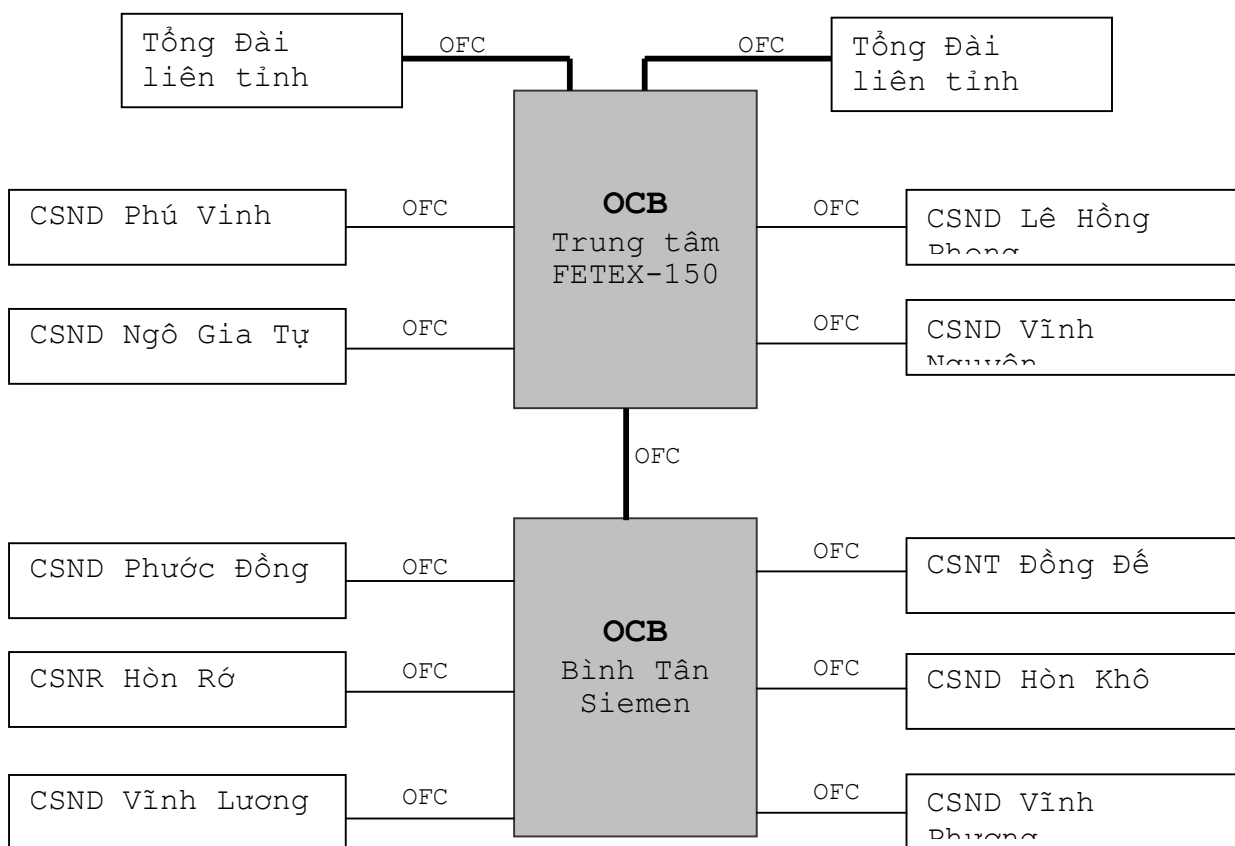 Tổng Đài
liên tỉnh
OFC
OFC
Tổng Đài
liên tỉnh
CSND Phú Vinh
OFC
OCB
Trung tâm
FETEX-150
OFC
CSND Lê Hồng
Phong
CSND Ngô Gia Tự
OFC
OFC
CSND Vĩnh
Nguyên
OFC
CSND Phước Đồng
OFC
OCB
Bình Tân
Siemen
OFC
CSNT Đồng Đế
CSNR Hòn Rớ
OFC
OFC
CSND Hòn Khô
CSND Vĩnh Lương
OFC
OFC
CSND Vĩnh